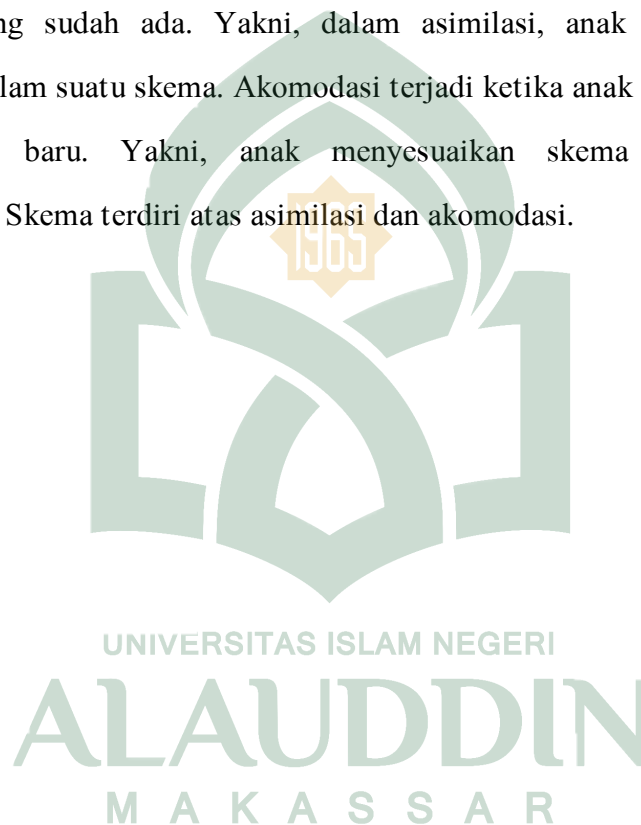 ng sudah ada. Yakni, dalam asimilasi, anak
lam suatu skema. Akomodasi terjadi ketika anak
baru. Yakni, anak menyesuaikan skema
Skema terdiri atas asimilasi dan akomodasi.
1965
UNIVERSITAS ISLAM NEGERI
ALAUDDIN
MAKASSAR